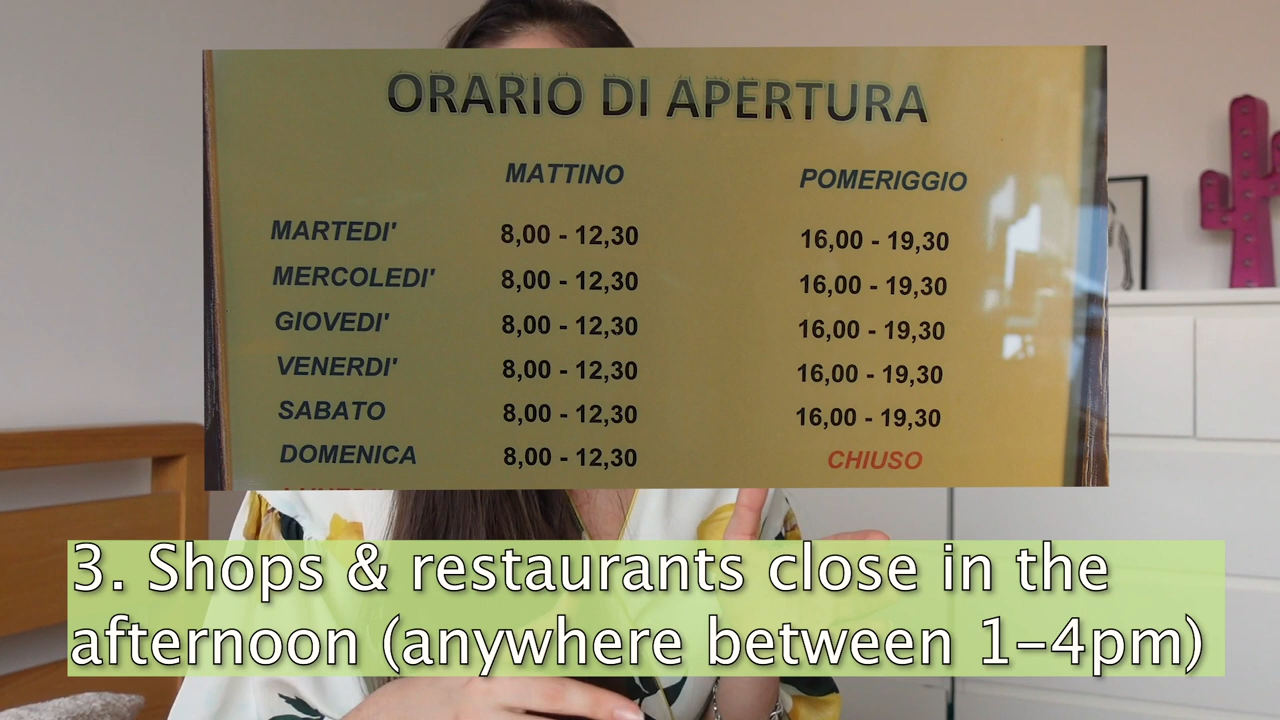 ORARIO DI APERTURA
MATTINO POMERIGGIO
MARTEDI' 8,00 - 12,30 16,00 - 19,30
MERCOLEDI' 8,00 - 12,30 16,00 - 19,30
GIOVEDI' 8,00 - 12,30 16,00 - 19,30
VENERDI' 8,00 - 12,30 16,00 - 19,30
SABATO 8,00 - 12,30 16,00 - 19,30
DOMENICA 8,00 - 12,30 CHIUSO
3. Shops & restaurants close in the
afternoon (anywhere between 1-4pm)